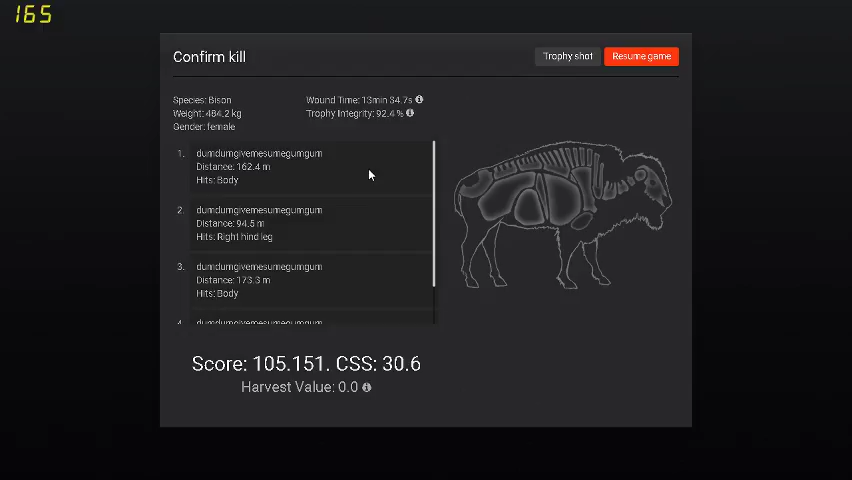 165
Confirm kill
Trophy shot
Resume game
Species: Bison
Weight: 484.2 kg
Gender: female
Wound Time: 13min 34.7s
Trophy Integrity: 92.4 %
1.
dumdumgivemesumegumgum
Distance: 162.4 m
Hits: Body
2.
dumdumgivemesumegumgum
Distance: 94.5 m
Hits: Right hind leg
3.
dumdumgivemesumegumgum
Distance: 173.3 m
Hits: Body
4.
dumdumgivemesumegumgum
Score: 105.151. CSS: 30.6
Harvest Value: 0.0